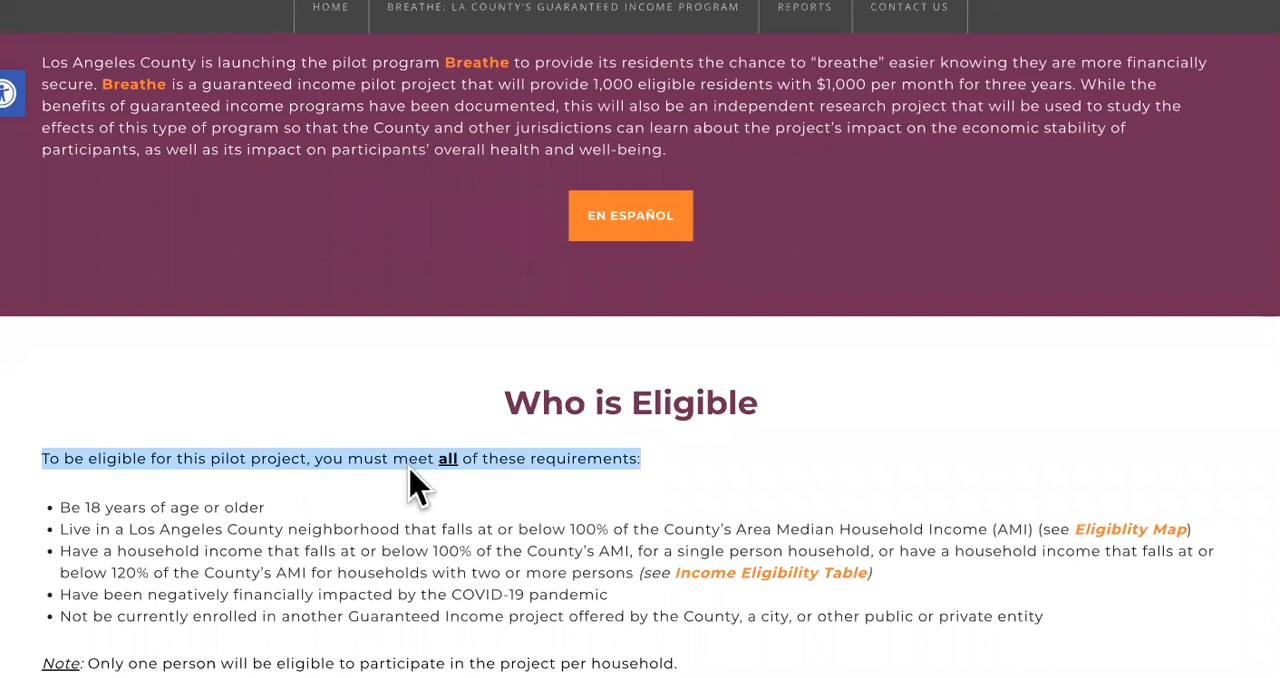 HOME BREATHE: LA COUNTY'S GUARANTEED INCOME PROGRAM REPORTS CONTACT US
Los Angeles County is launching the pilot program Breathe to provide its residents the chance to “breathe” easier knowing they are more financially
secure. Breathe is a guaranteed income pilot project that will provide 1,000 eligible residents with $1,000 per month for three years. While the
benefits of guaranteed income programs have been documented, this will also be an independent research project that will be used to study the
effects of this type of program so that the County and other jurisdictions can learn about the project’s impact on the economic stability of
participants, as well as its impact on participants’ overall health and well-being.
EN ESPAÑOL
Who is Eligible
To be eligible for this pilot project, you must meet all of these requirements:
• Be 18 years of age or older
• Live in a Los Angeles County neighborhood that falls at or below 100% of the County’s Area Median Household Income (AMI) (see Eligiblity Map)
• Have a household income that falls at or below 100% of the County’s AMI, for a single person household, or have a household income that falls at or
below 120% of the County’s AMI for households with two or more persons (see Income Eligibility Table)
• Have been negatively financially impacted by the COVID-19 pandemic
• Not be currently enrolled in another Guaranteed Income project offered by the County, a city, or other public or private entity
Note: Only one person will be eligible to participate in the project per household.